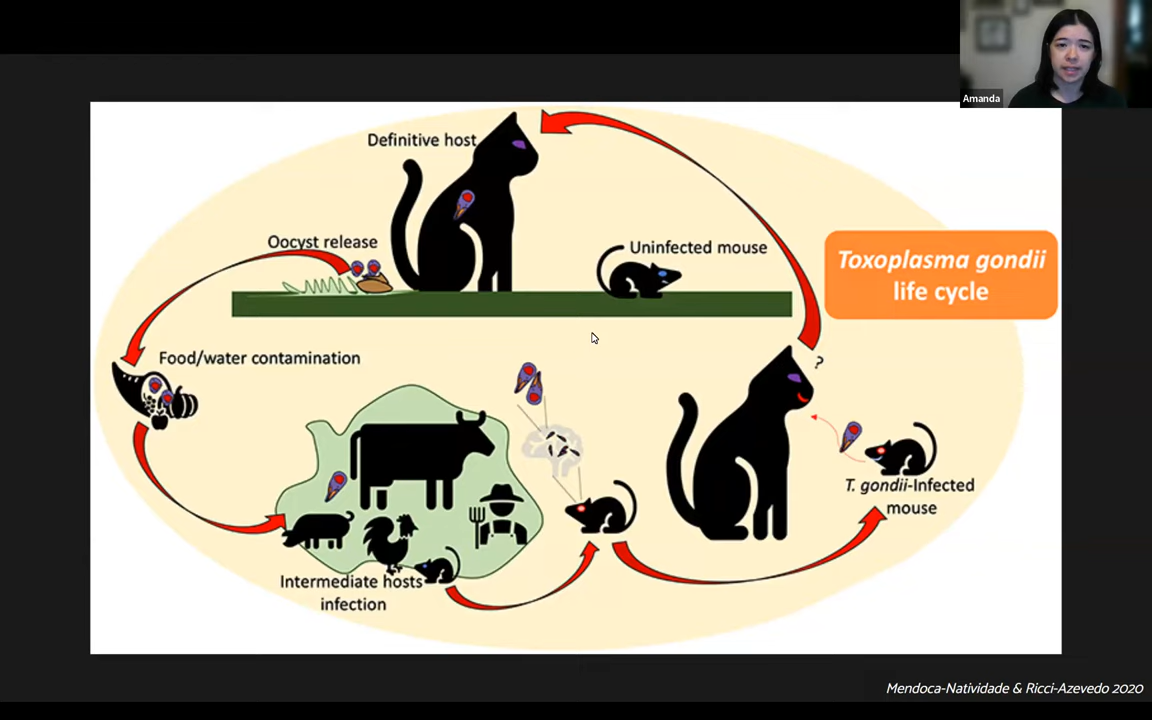 Amanda
Definitive host
Oocyst release
Uninfected mouse
Toxoplasma gondii
life cycle
Food/water contamination
?
T. gondii-Infected
mouse
Intermediate hosts
infection
Mendoca-Natividade & Ricci-Azevedo 2020